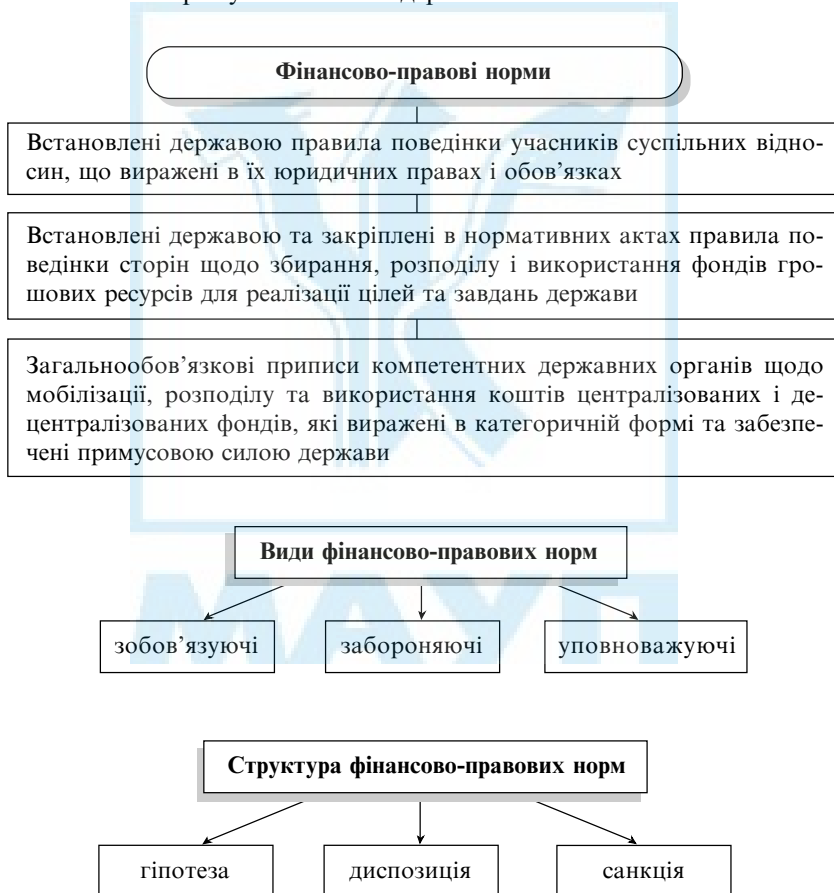 Фінансово-правові норми
Встановлені державою правила поведінки учасників суспільних відно-
син, що виражені в їх юридичних правах і обов’язках
Встановлені державою та закріплені в нормативних актах правила по-
ведінки сторін щодо збирання, розподілу і використання фондів гро-
шових ресурсів для реалізації цілей та завдань держави
Загальнообов’язкові приписи компетентних державних органів щодо
мобілізації, розподілу та використання коштів централізованих і де-
централізованих фондів, які виражені в категоричній формі та забезпе-
чені примусовою силою держави
Види фінансово-правових норм
МАУП
зобов’язуючі забороняючі уповноважуючі
Структура фінансово-правових норм
гіпотеза диспозиція санкція